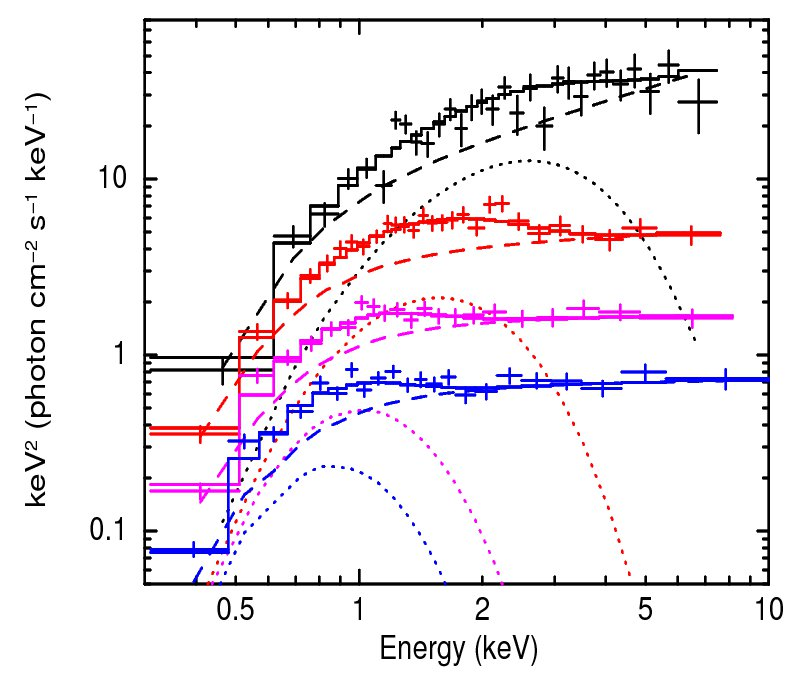 keV² (photon cm⁻² s⁻¹ keV⁻¹)
10
1
0.1
0.5 1 2 5 10
Energy (keV)